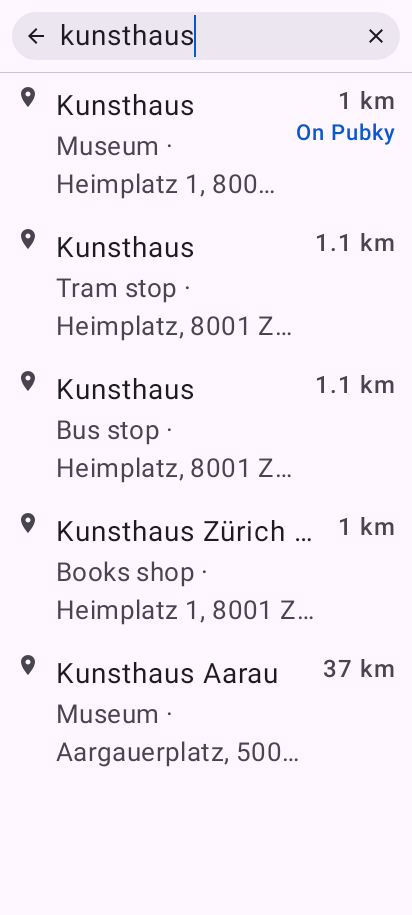 kunsthaus
Kunsthaus
1 km
Museum ·
On Pubky
Heimplatz 1, 800…
Kunsthaus
1.1 km
Tram stop ·
Heimplatz, 8001 Z…
Kunsthaus
1.1 km
Bus stop ·
Heimplatz, 8001 Z…
Kunsthaus Zürich …
1 km
Books shop ·
Heimplatz 1, 8001 Z…
Kunsthaus Aarau
37 km
Museum ·
Aargauerplatz, 500…